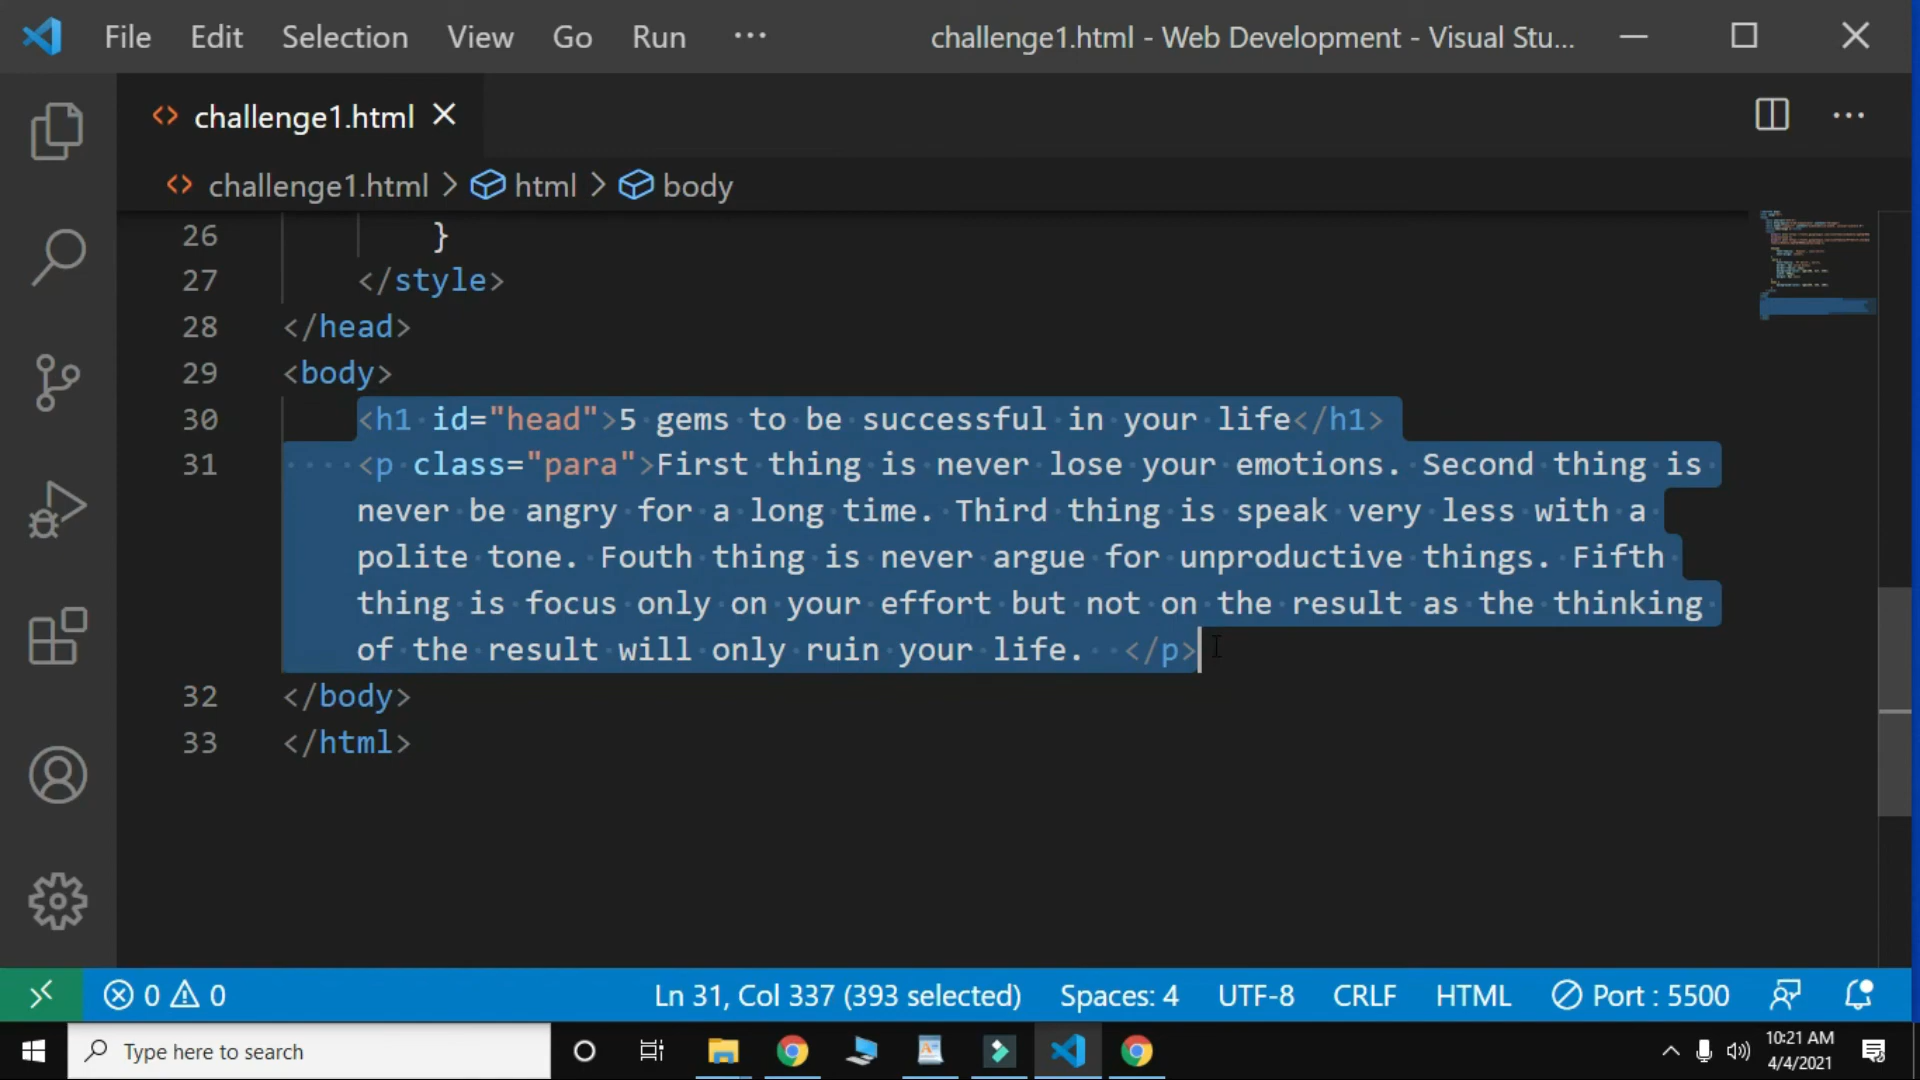 File Edit Selection View Go Run ··· challenge1.html - Web Development - Visual Stu...
challenge1.html
challenge1.html > html > body
26 }
27 </style>
28 </head>
29 <body>
30 <h1 id="head">5 gems to be successful in your life</h1>
31 <p class="para">First thing is never lose your emotions. Second thing is
never be angry for a long time. Third thing is speak very less with a
polite tone. Fouth thing is never argue for unproductive things. Fifth
thing is focus only on your effort but not on the result as the thinking
of the result will only ruin your life.  </p>
32 </body>
33 </html>
0 0 Ln 31, Col 337 (393 selected) Spaces: 4 UTF-8 CRLF HTML Port : 5500
Type here to search
10:21 AM
4/4/2021